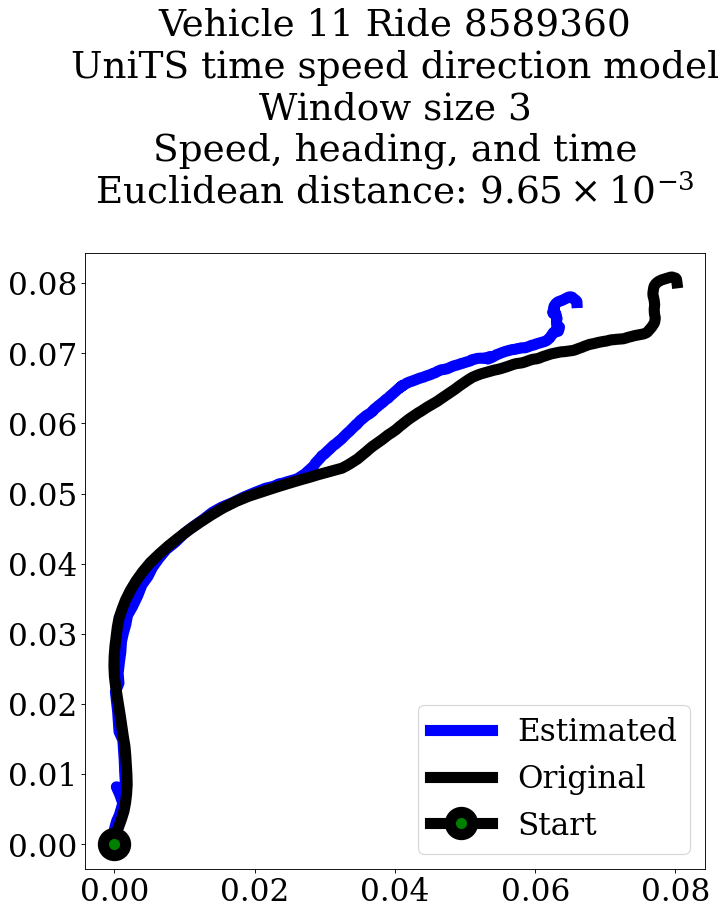 Vehicle 11 Ride 8589360
UniTS time speed direction model
Window size 3
Speed, heading, and time
Euclidean distance: 9.65 × 10⁻³
0.08
0.07
0.06
0.05
0.04
0.03
0.02
0.01
0.00
Estimated
Original
Start
0.00 0.02 0.04 0.06 0.08